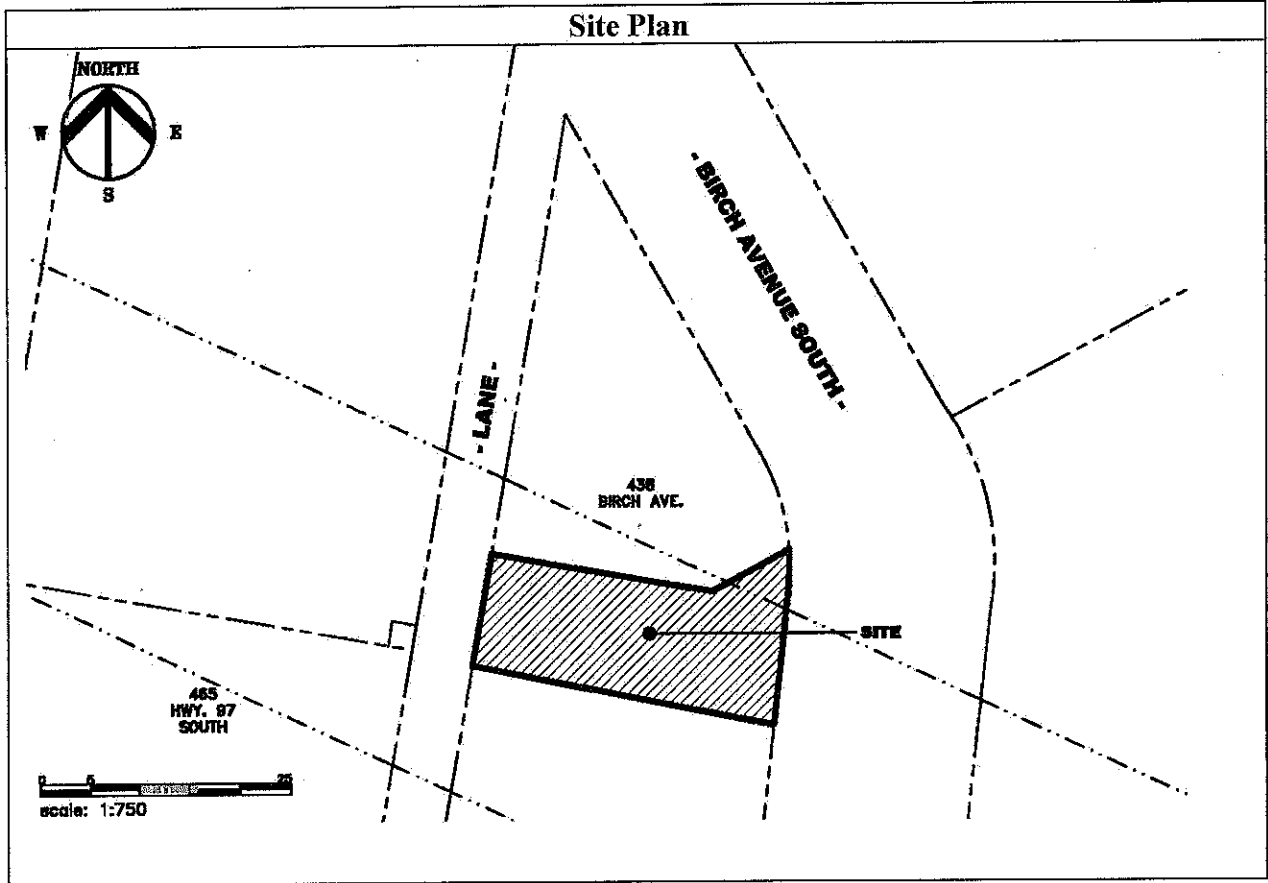 Site Plan
NORTH
W
E
S
- BIRCH AVENUE SOUTH -
- LANE -
438
BIRCH AVE.
SITE
465
HWY. 97
SOUTH
0 5 25
scale: 1:750